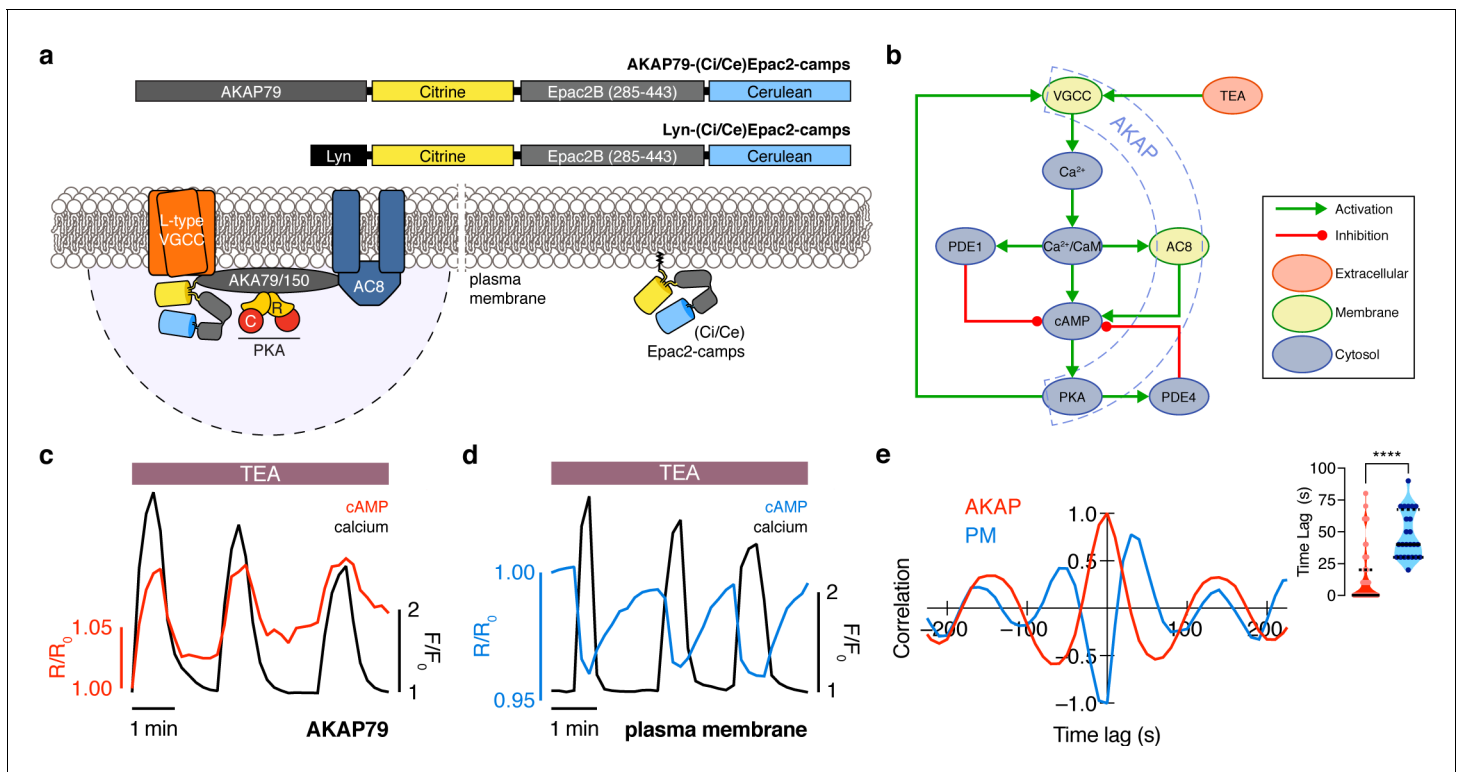 a
AKAP79-(Ci/Ce)Epac2-camps
AKAP79 Citrine Epac2B (285-443) Cerulean
Lyn-(Ci/Ce)Epac2-camps
Lyn Citrine Epac2B (285-443) Cerulean
L-type
VGCC
AKA79/150
AC8
plasma
membrane
C
R
PKA
(Ci/Ce)
Epac2-camps
b
VGCC
TEA
AKAP
Ca²⁺
PDE1
Ca²⁺/CaM
AC8
cAMP
PKA
PDE4
Activation
Inhibition
Extracellular
Membrane
Cytosol
c
TEA
cAMP
calcium
1.05
1.00
R/R₀
2
1
F/F₀
1 min
AKAP79
d
TEA
cAMP
calcium
1.00
0.95
R/R₀
2
1
F/F₀
1 min
plasma membrane
e
AKAP
PM
Correlation
1.0
0.5
−0.5
−1.0
−200
−100
100
200
Time lag (s)
****
100
75
50
25
0
Time Lag (s)